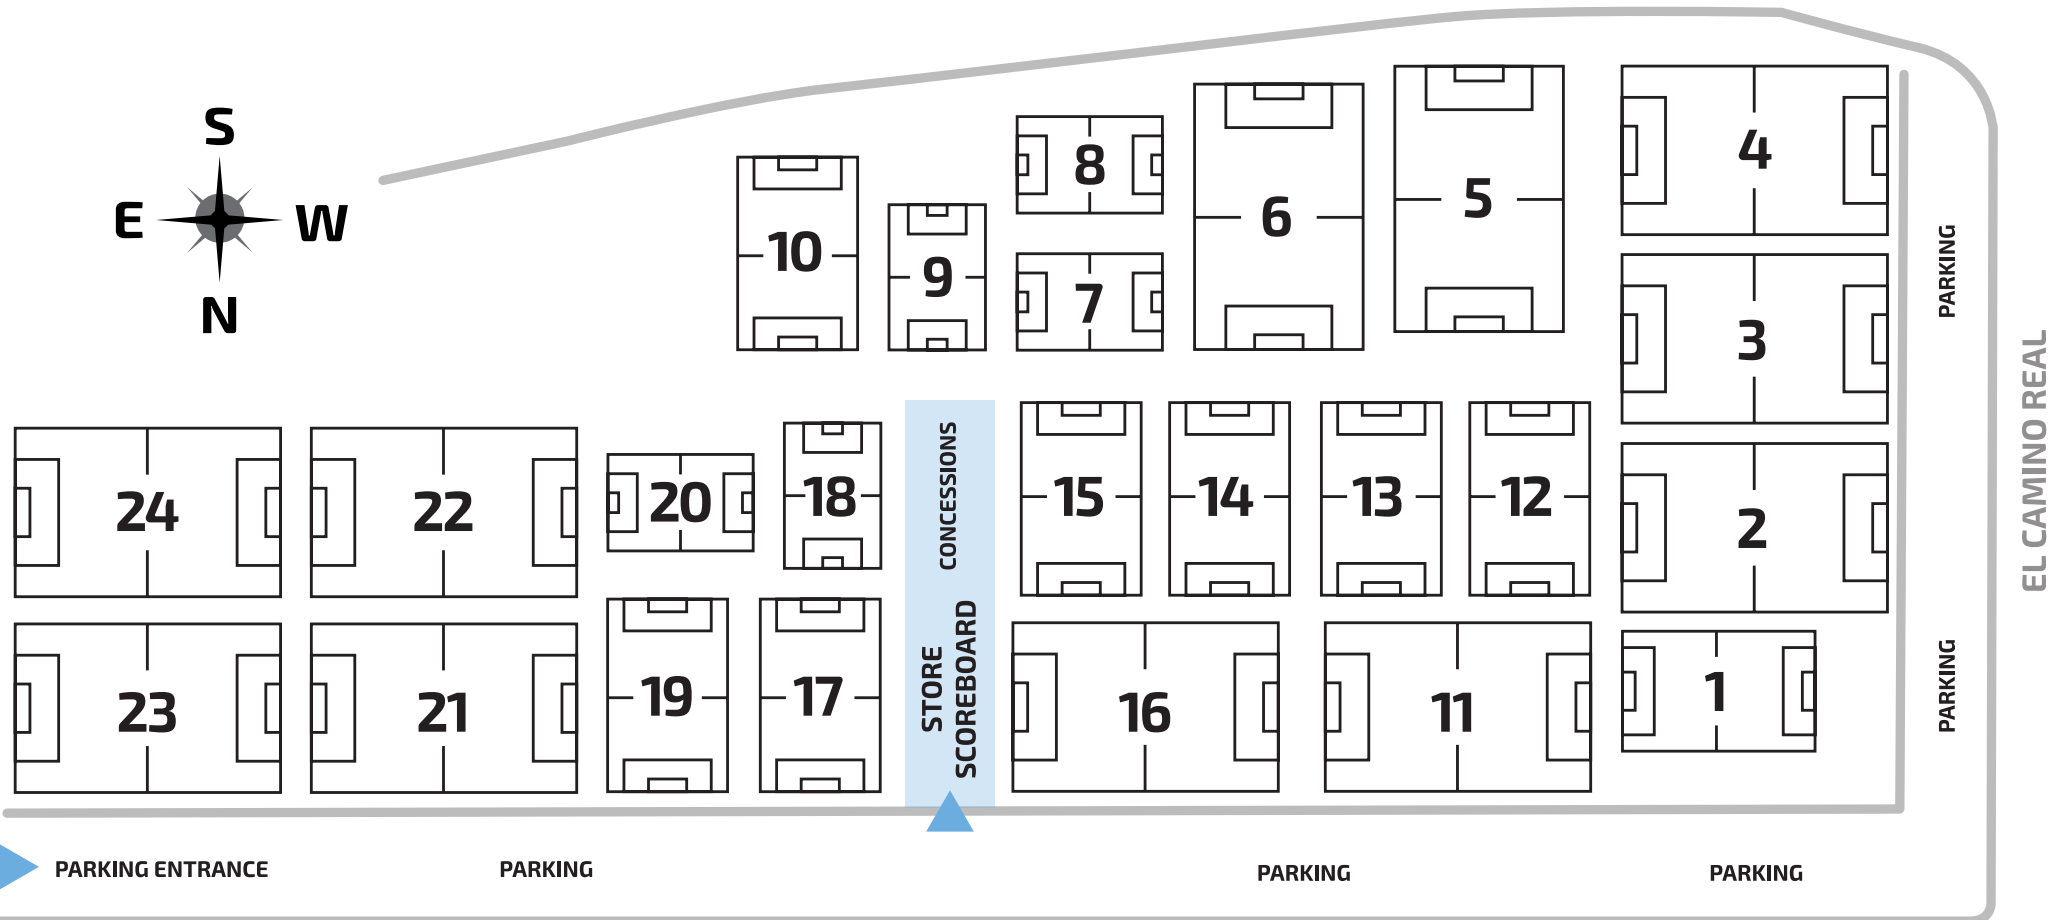 S
E
W
N
8
4
10
6
5
9
7
3
PARKING
EL CAMINO REAL
24
22
20
18
CONCESSIONS
15
14
13
12
2
23
21
19
17
STORE
SCOREBOARD
16
11
1
PARKING
PARKING ENTRANCE
PARKING
PARKING
PARKING